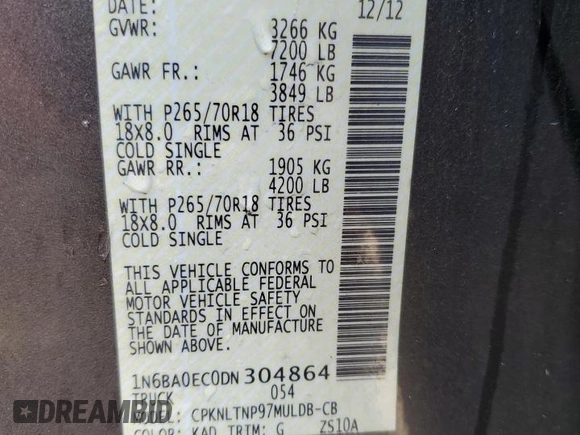 DATE: 12/12
GVWR: 3266 KG
7200 LB
GAWR FR.: 1746 KG
3849 LB
WITH P265/70R18 TIRES
18X8.0 RIMS AT 36 PSI
COLD SINGLE
GAWR RR.: 1905 KG
4200 LB
WITH P265/70R18 TIRES
18X8.0 RIMS AT 36 PSI
COLD SINGLE
THIS VEHICLE CONFORMS TO
ALL APPLICABLE FEDERAL
MOTOR VEHICLE SAFETY
STANDARDS IN EFFECT ON
THE DATE OF MANUFACTURE
SHOWN ABOVE.
1N6BA0EC0DN304864
TRUCK 054
CPKNLTNP97MULDB-CB
COLOR: KAD TRIM: G ZS10A
DREAMBID